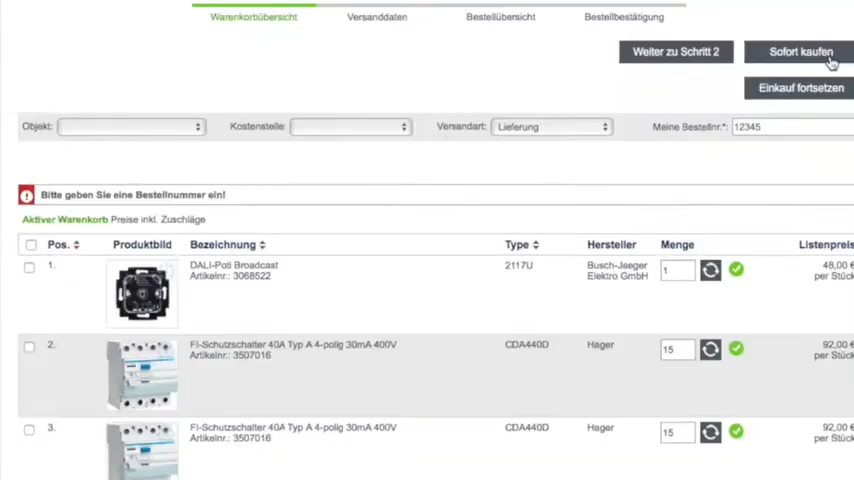 Warenkorbübersicht Versanddaten Bestellübersicht Bestellbestätigung
Weiter zu Schritt 2 Sofort kaufen
Einkauf fortsetzen
Objekt: Kostenstelle: Versandart: Lieferung Meine Bestellnr.*: 12345
Bitte geben Sie eine Bestellnummer ein!
Aktiver Warenkorb Preise inkl. Zuschläge
Pos. Produktbild Bezeichnung Type Hersteller Menge Listenpreis
1. DALI-Poti Broadcast 2117U Busch-Jaeger 1 48,00 €
Artikelnr.: 3068522 Elektro GmbH per Stück
2. FI-Schutzschalter 40A Typ A 4-polig 30mA 400V CDA440D Hager 15 92,00 €
Artikelnr.: 3507016 per Stück
3. FI-Schutzschalter 40A Typ A 4-polig 30mA 400V CDA440D Hager 15 92,00 €
Artikelnr.: 3507016 per Stück